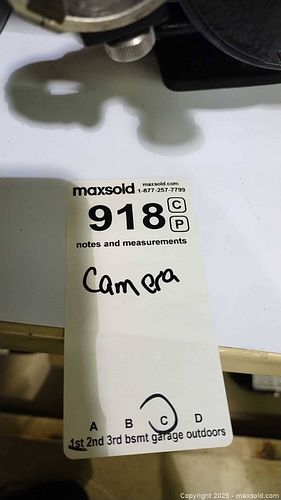 maxsold maxsold.com
1-877-257-7799
918 C
P
notes and measurements
Camera
A B C D
1st 2nd 3rd bsmt garage outdoors
Copyright 2025 - maxsold.com